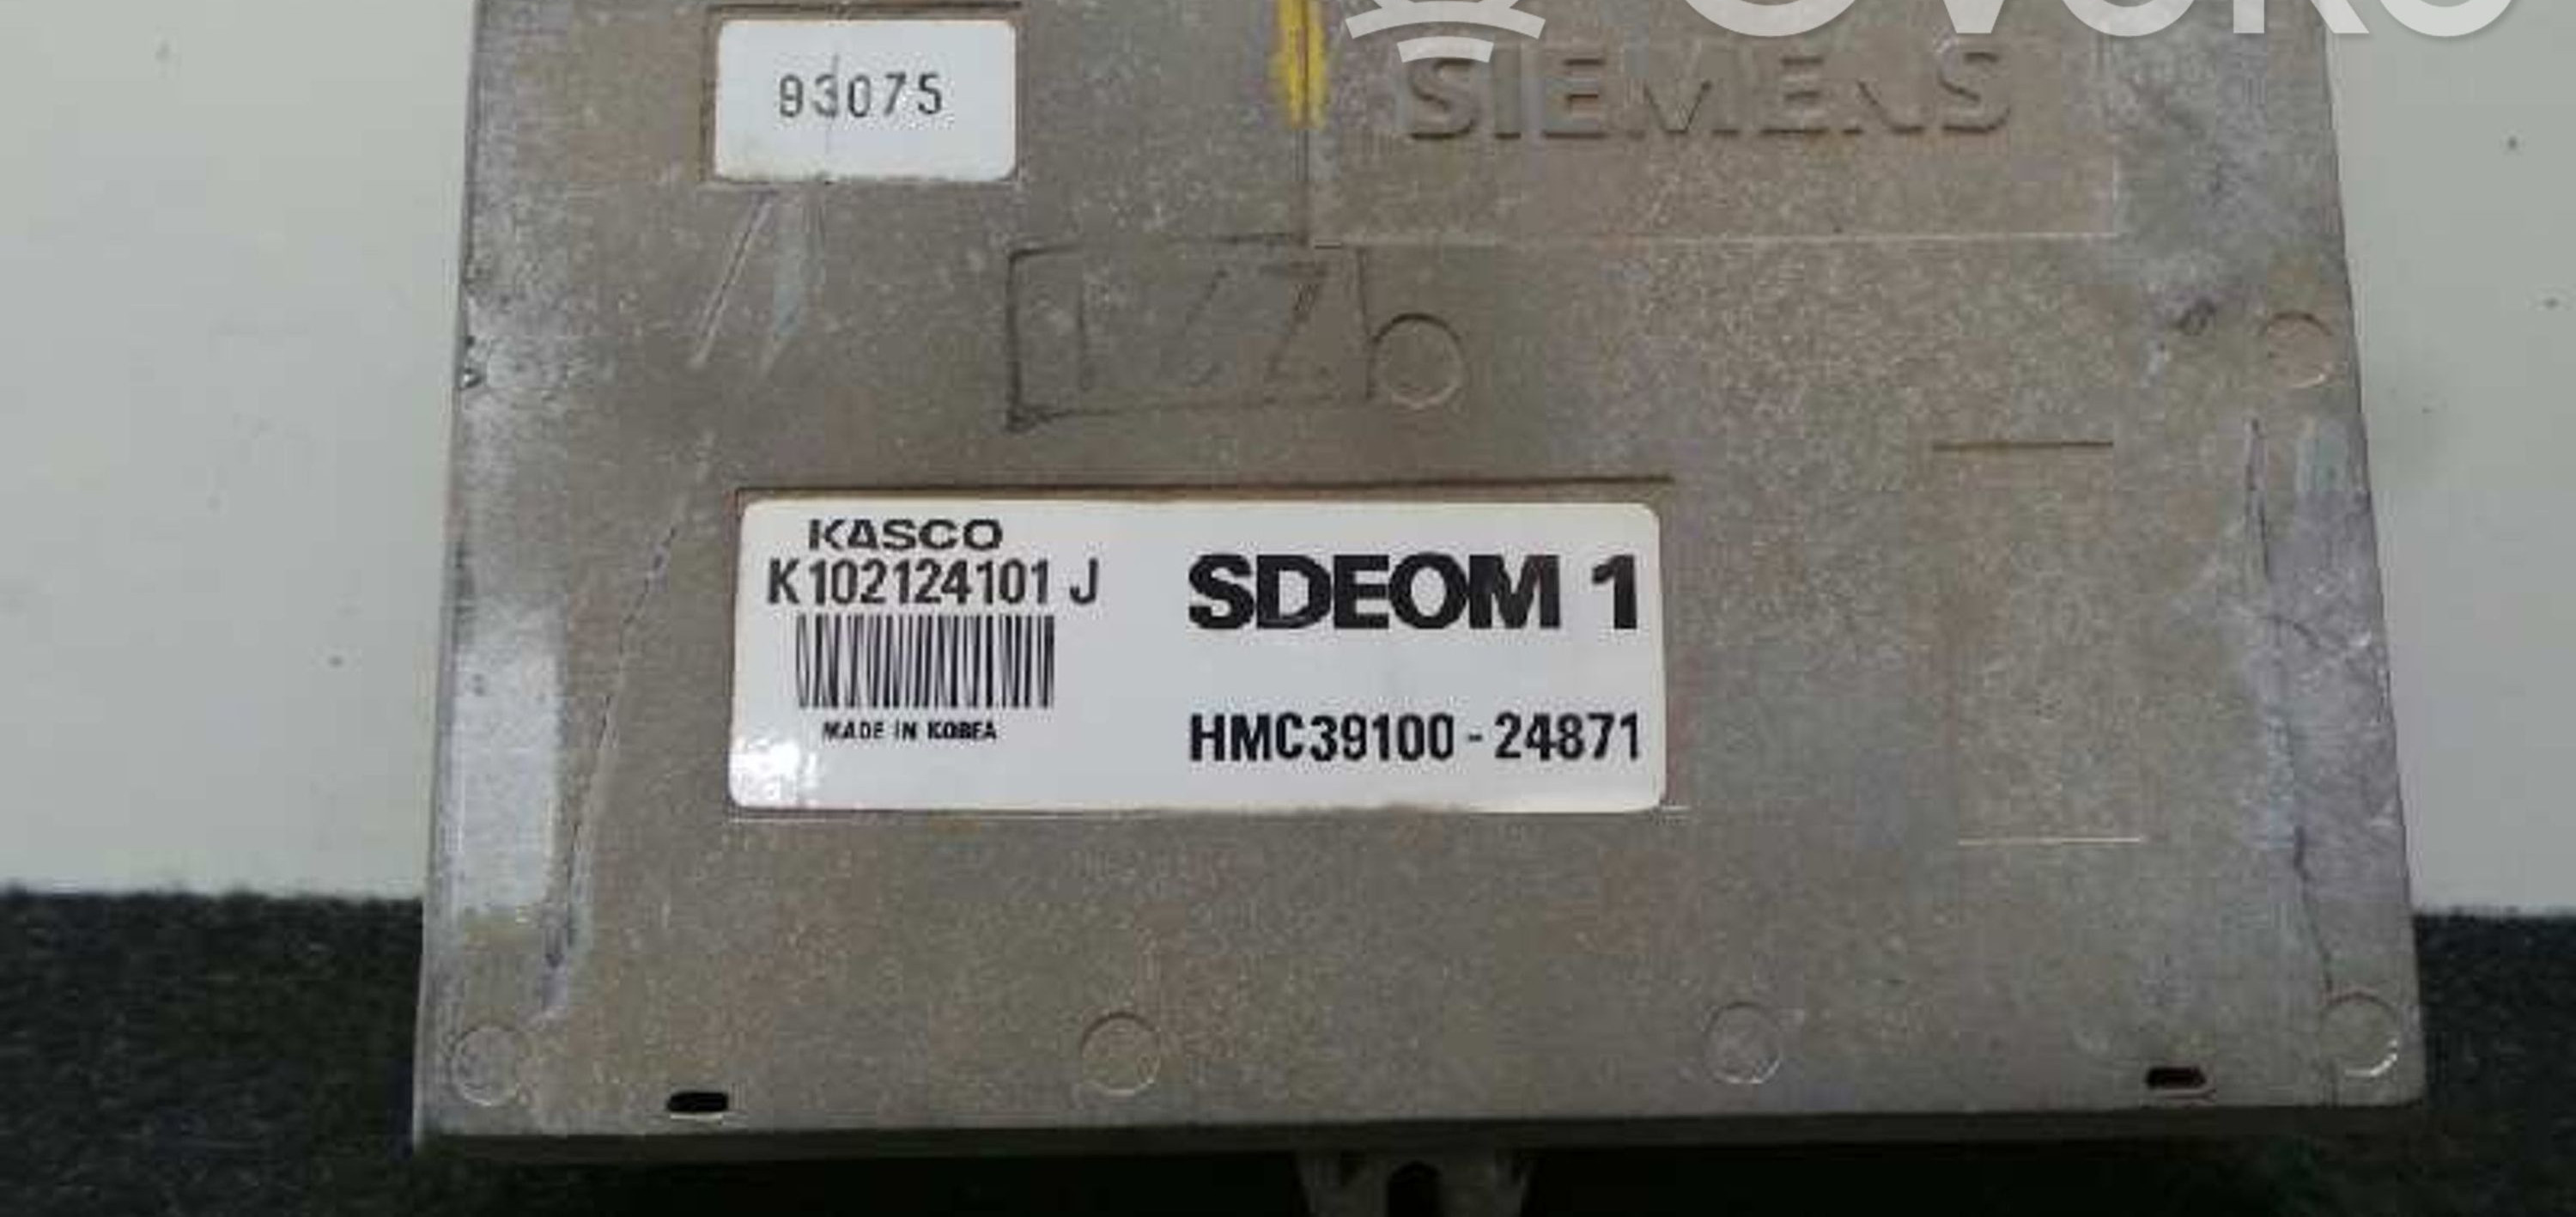 93075
SIEMENS
KASCO
K102124101 J
SDEOM 1
MADE IN KOREA
HMC39100-24871